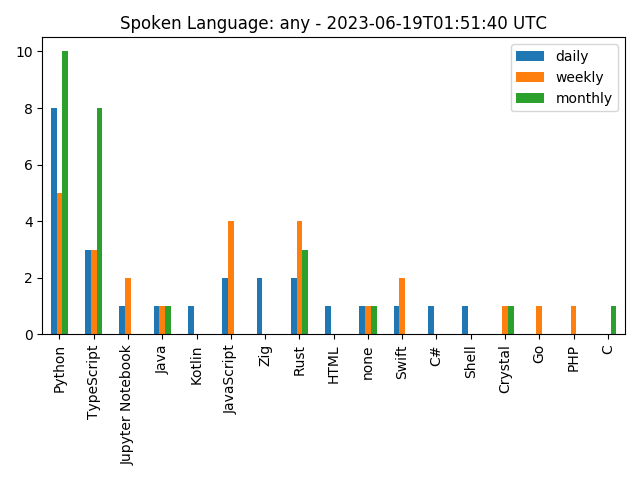 Spoken Language: any - 2023-06-19T01:51:40 UTC
daily
weekly
monthly
10
8
6
4
2
0
Python
TypeScript
Jupyter Notebook
Java
Kotlin
JavaScript
Zig
Rust
HTML
none
Swift
C#
Shell
Crystal
Go
PHP
C